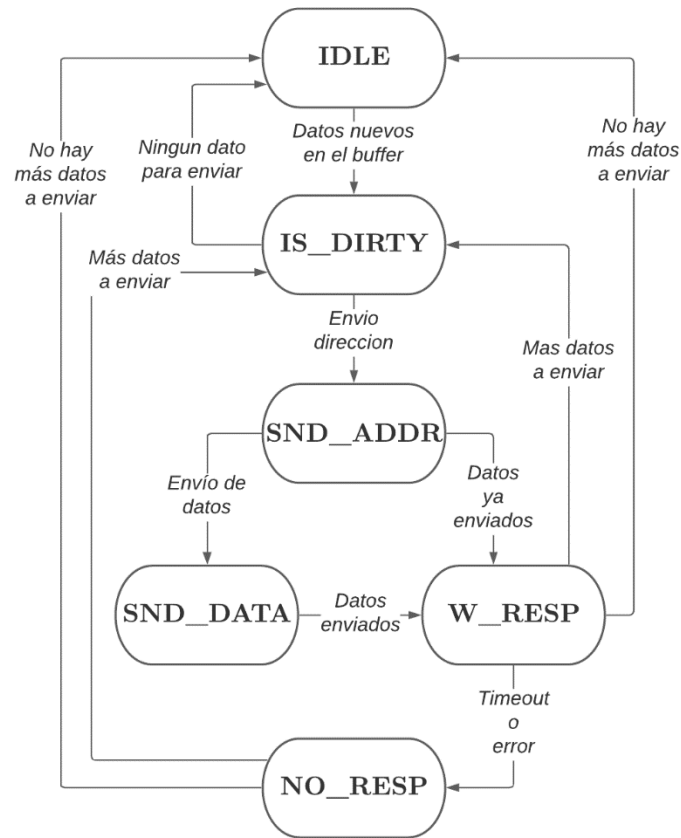 IDLE
No hay
más datos
a enviar
Ningun dato
para enviar
Datos nuevos
en el buffer
No hay
más datos
a enviar
IS_DIRTY
Más datos
a enviar
Envio
direccion
Mas datos
a enviar
SND_ADDR
Envío de
datos
Datos
ya
enviados
SND_DATA
Datos
enviados
W_RESP
Timeout
o
error
NO_RESP